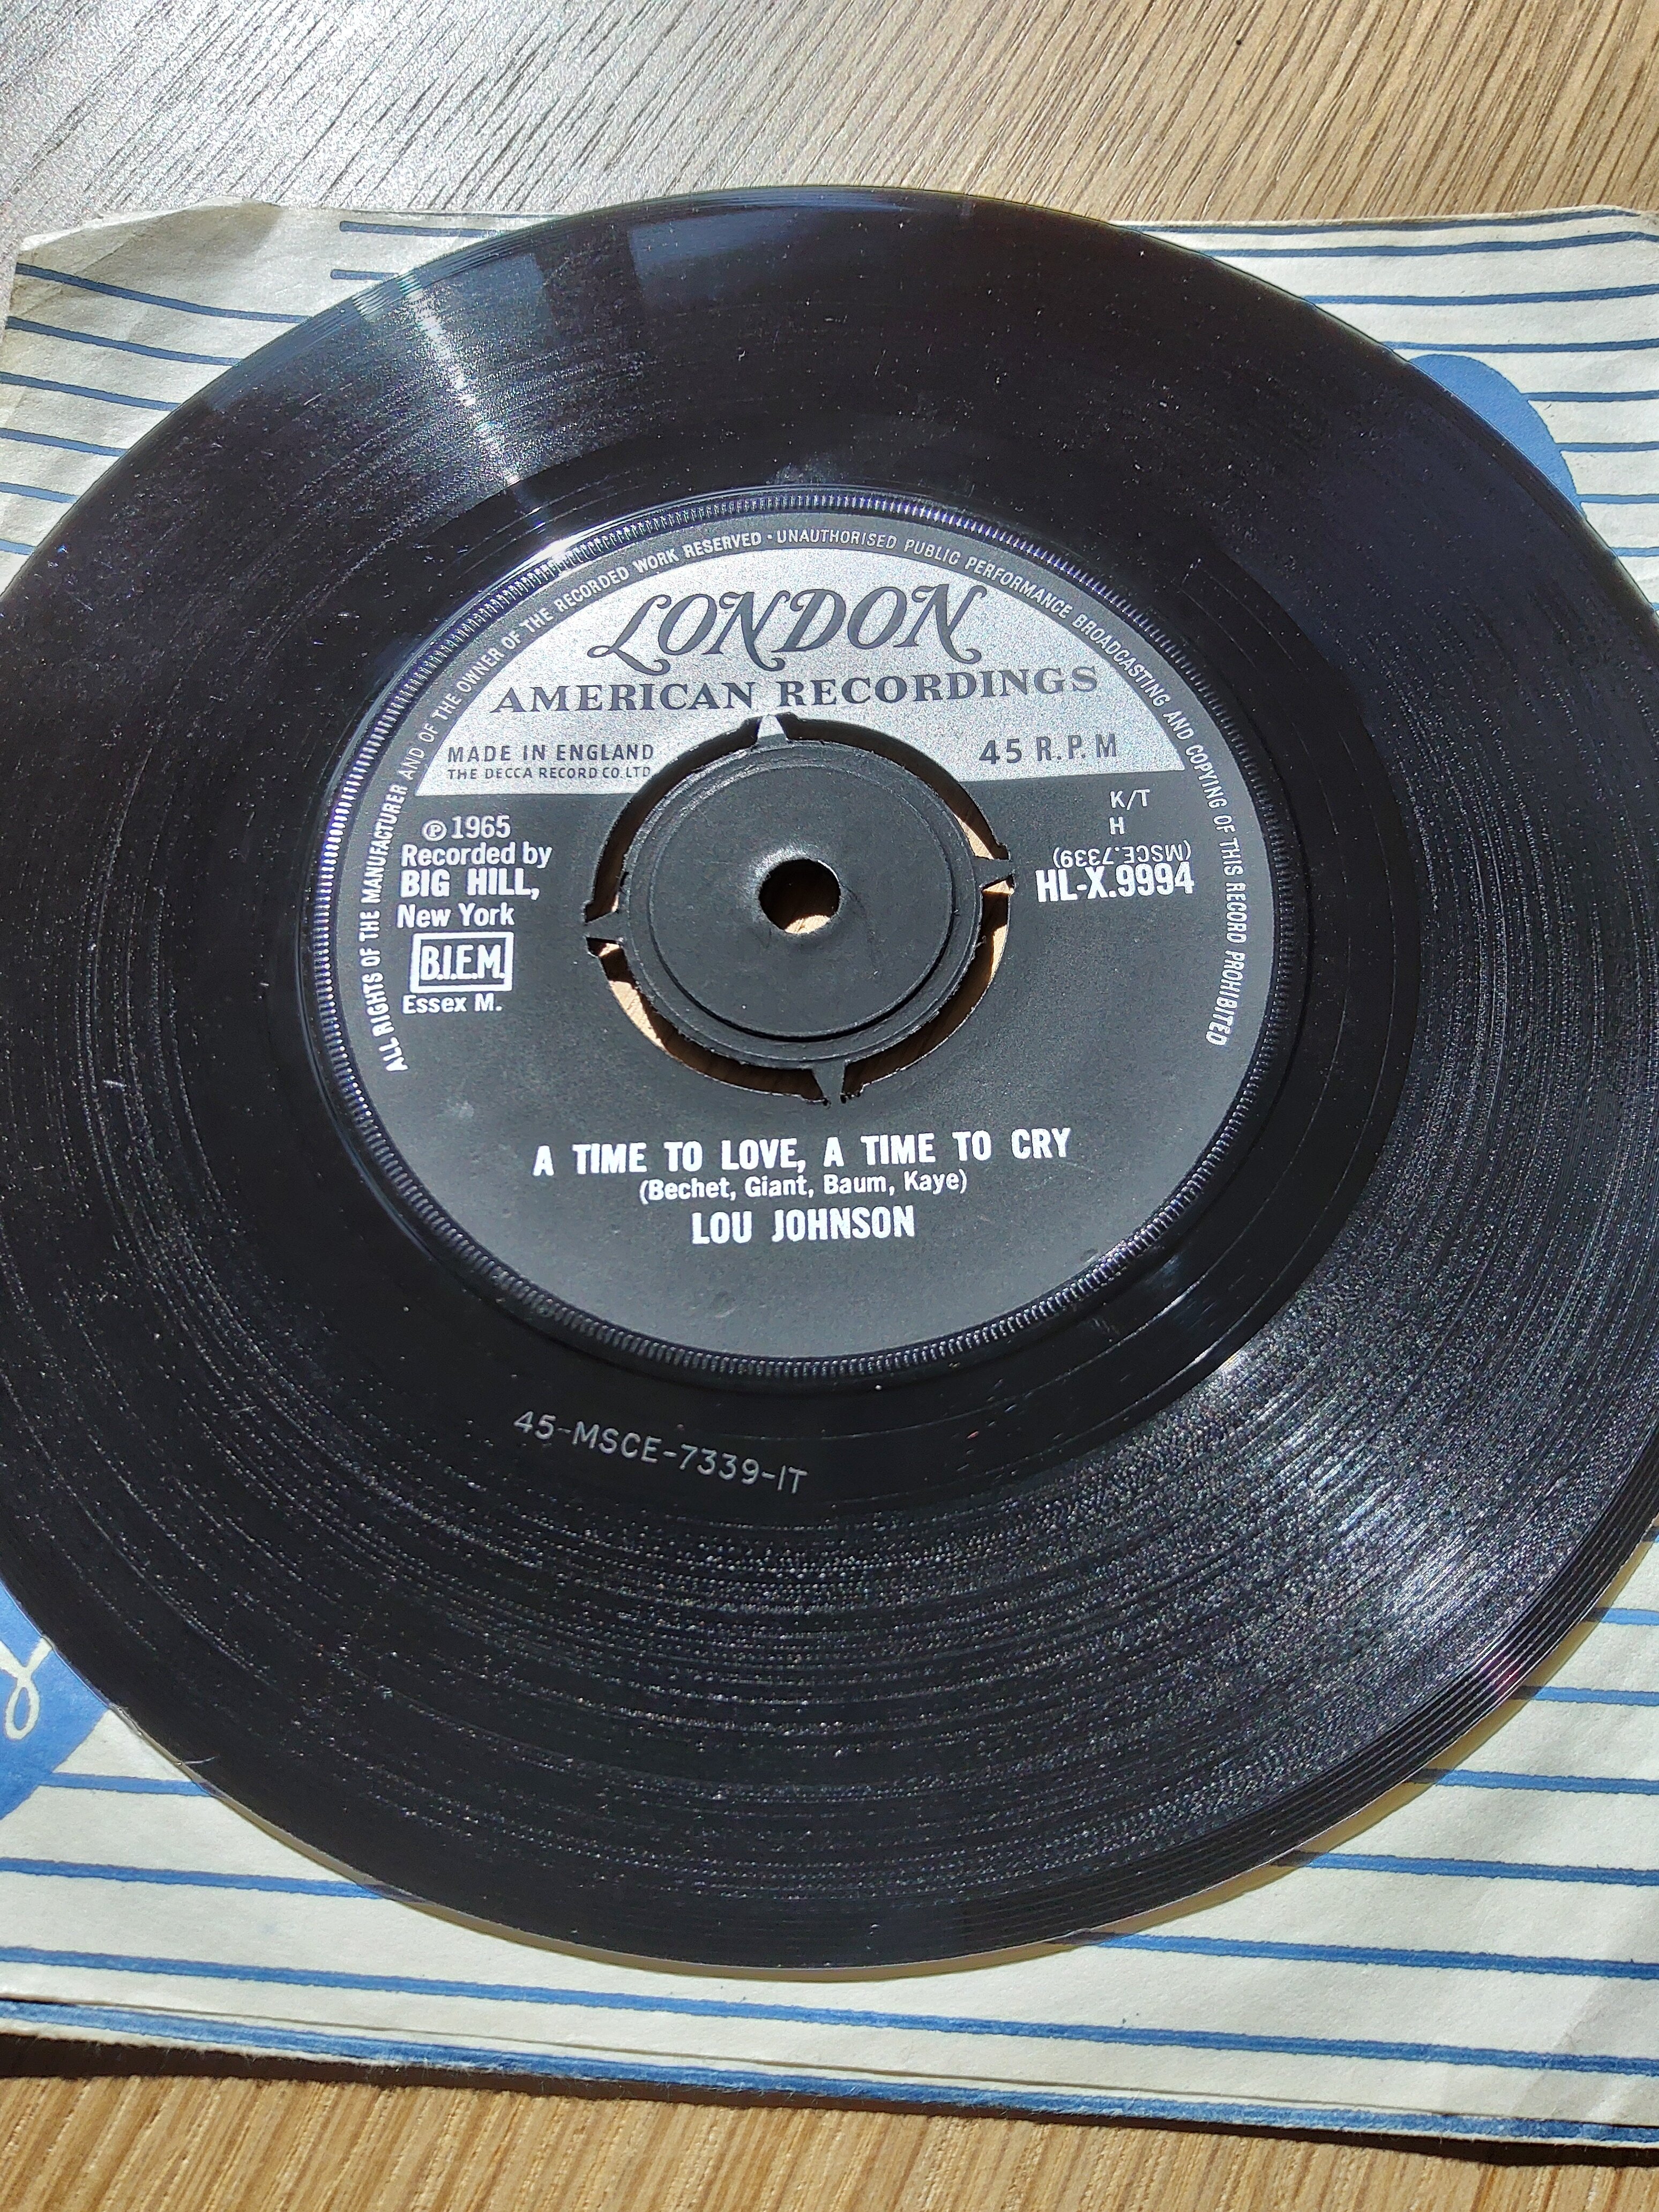 ALL RIGHTS OF THE MANUFACTURER AND OF THE OWNER OF THE RECORDED WORK RESERVED · UNAUTHORISED PUBLIC PERFORMANCE BROADCASTING AND COPYING OF THIS RECORD PROHIBITED
LONDON
AMERICAN RECORDINGS
MADE IN ENGLAND
THE DECCA RECORD CO. LTD.
45 R.P.M
K/T
H
(MSCE.7339)
HL-X.9994
℗ 1965
Recorded by
BIG HILL,
New York
B.I.E.M.
Essex M.
A TIME TO LOVE, A TIME TO CRY
(Bechet, Giant, Baum, Kaye)
LOU JOHNSON
45-MSCE-7339-1T